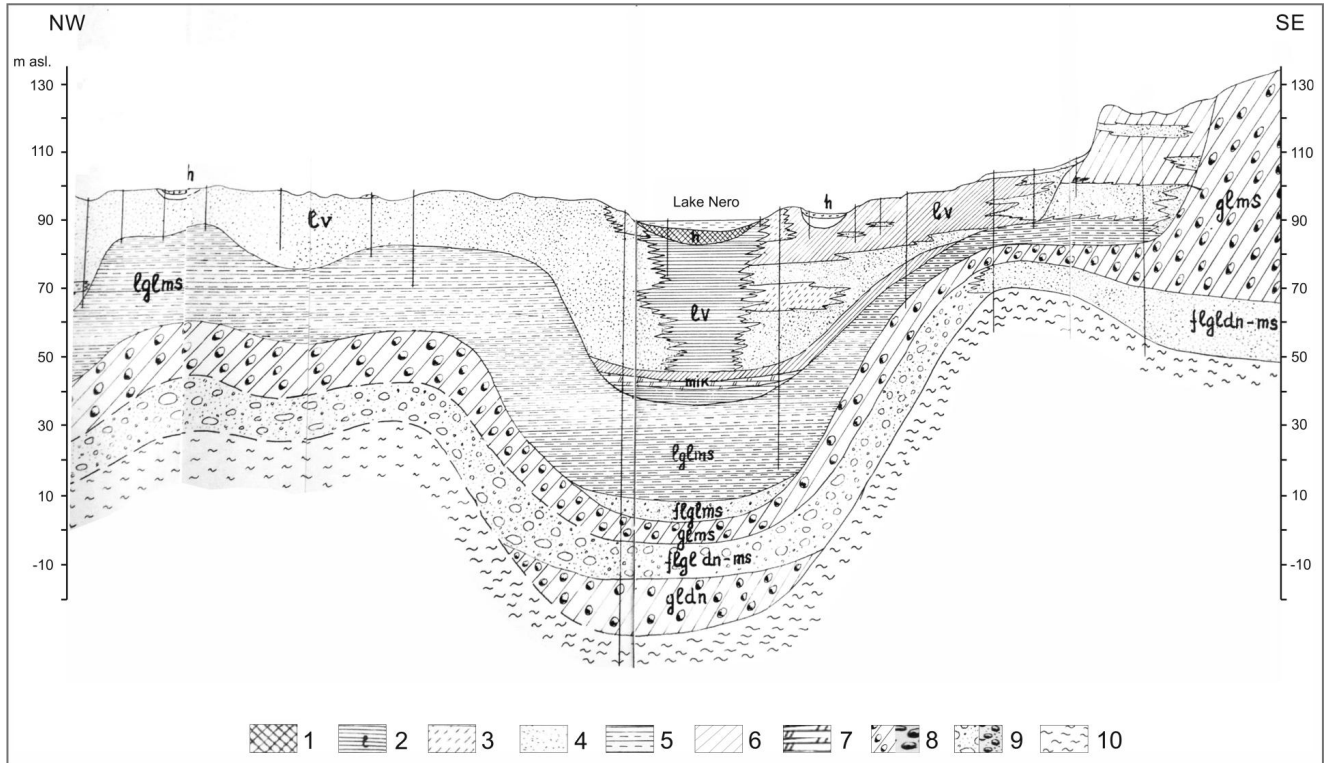 NW SE
m asl.
130 130
110 110
h
Lake Nero h
90 90
lv lv glms
h
lglms
70 70
lv flgldn-ms
50 50
mik
30 30
lglms
10 10
flglms
glms
flgl dn-ms
-10 -10
gldn
1 l 2 3 4 5 6 7 8 9 10